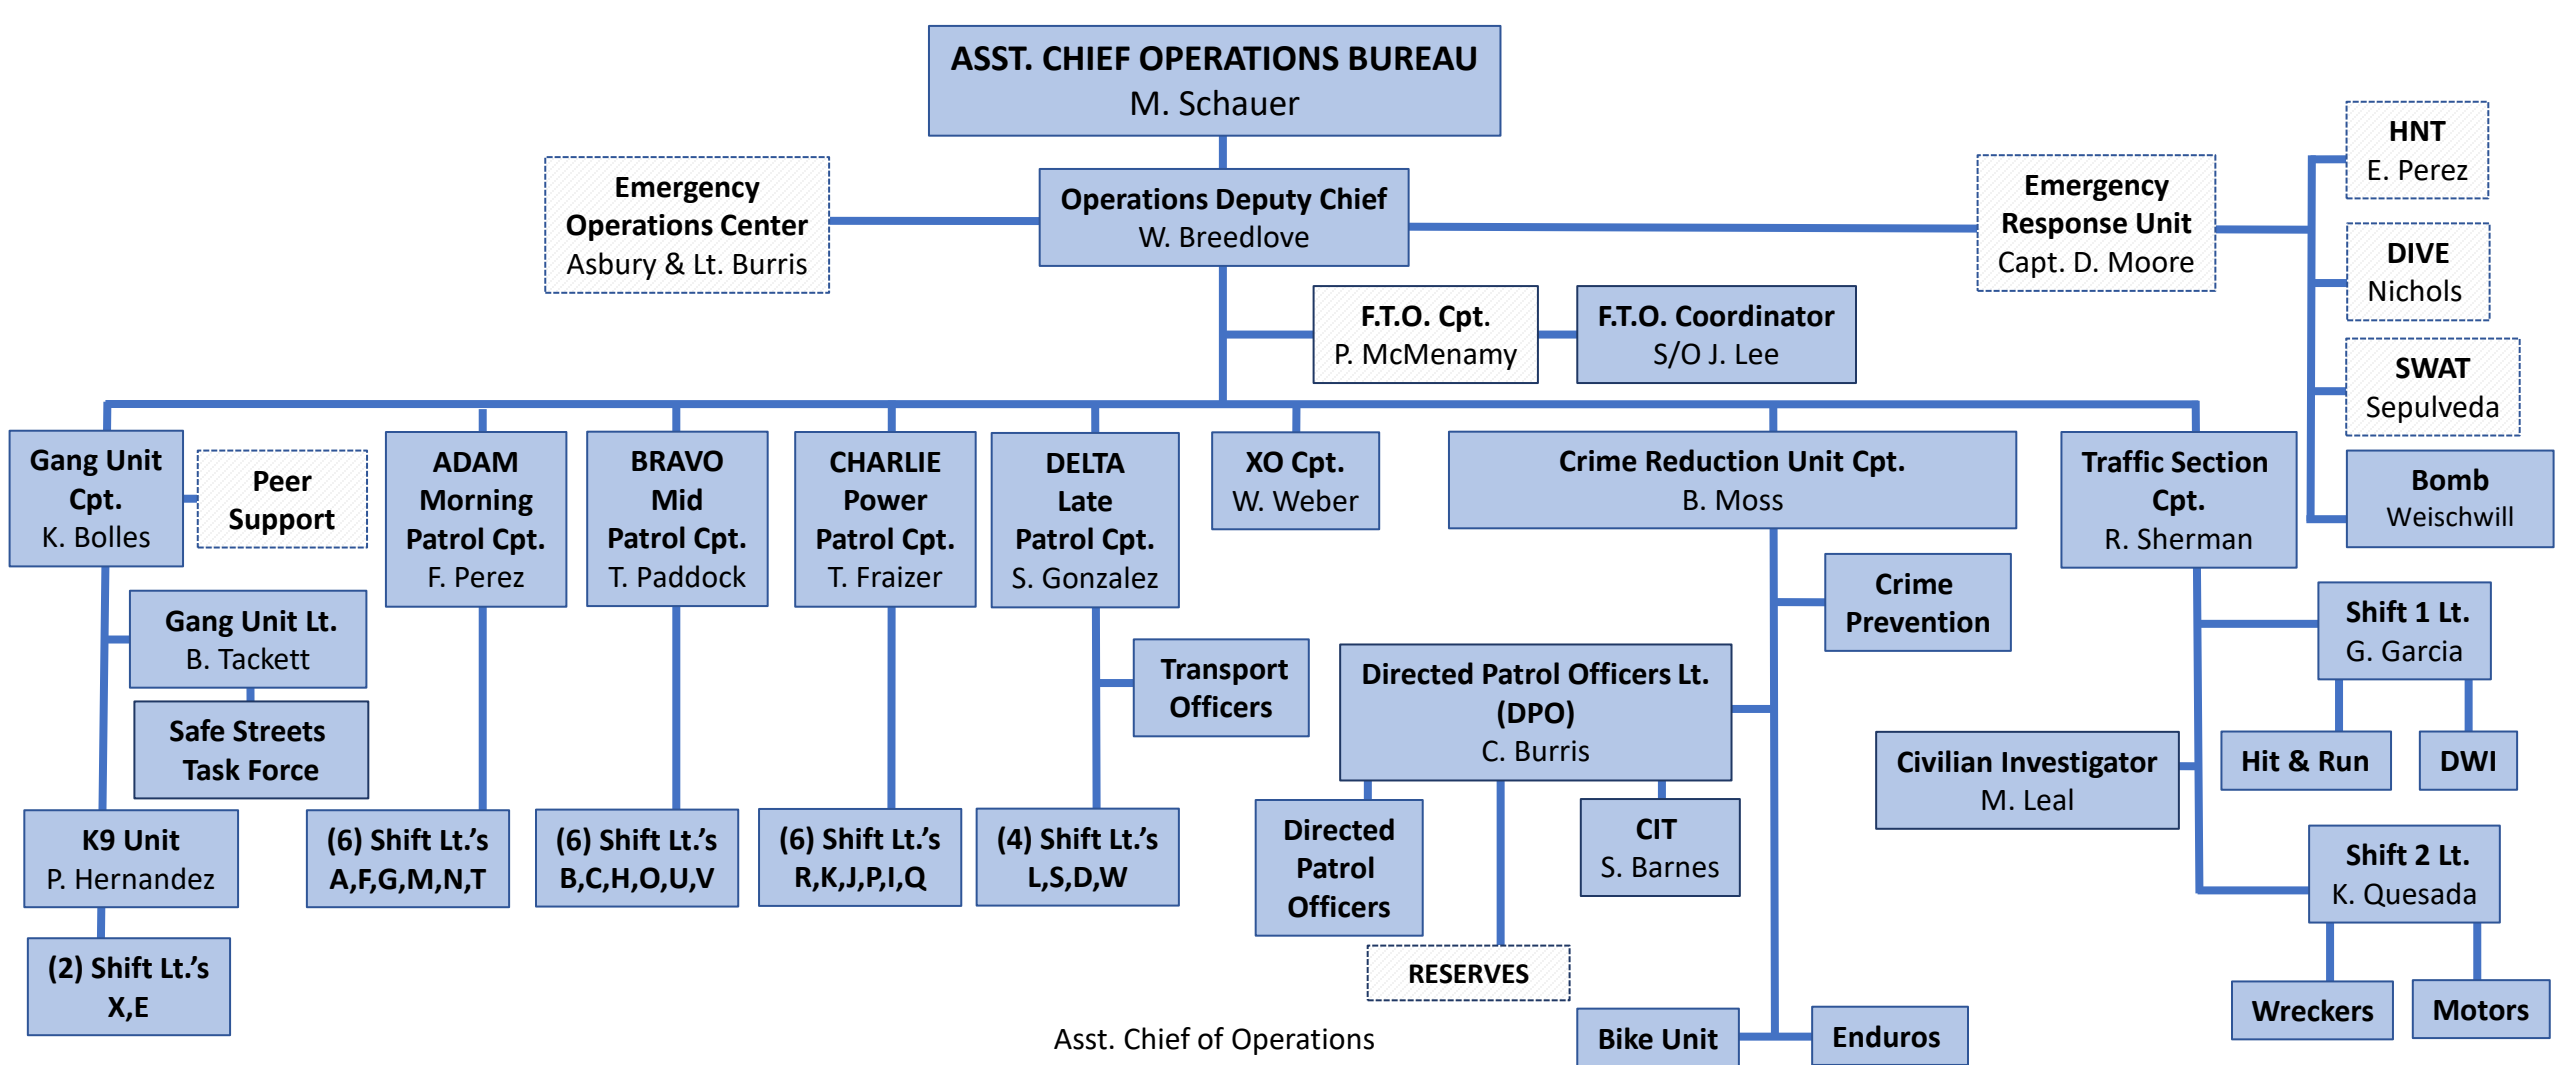 ASST. CHIEF OPERATIONS BUREAU
M. Schauer
Emergency
Operations Center
Asbury & Lt. Burris
Operations Deputy Chief
W. Breedlove
Emergency
Response Unit
Capt. D. Moore
HNT
E. Perez
DIVE
Nichols
SWAT
Sepulveda
Bomb
Weischwill
F.T.O. Cpt.
P. McMenamy
F.T.O. Coordinator
S/O J. Lee
Gang Unit
Cpt.
K. Bolles
Peer
Support
ADAM
Morning
Patrol Cpt.
F. Perez
BRAVO
Mid
Patrol Cpt.
T. Paddock
CHARLIE
Power
Patrol Cpt.
T. Fraizer
DELTA
Late
Patrol Cpt.
S. Gonzalez
XO Cpt.
W. Weber
Crime Reduction Unit Cpt.
B. Moss
Traffic Section
Cpt.
R. Sherman
Gang Unit Lt.
B. Tackett
Safe Streets
Task Force
K9 Unit
P. Hernandez
(2) Shift Lt.’s
X,E
(6) Shift Lt.’s
A,F,G,M,N,T
(6) Shift Lt.’s
B,C,H,O,U,V
(6) Shift Lt.’s
R,K,J,P,I,Q
Transport
Officers
(4) Shift Lt.’s
L,S,D,W
Crime
Prevention
Directed Patrol Officers Lt.
(DPO)
C. Burris
Directed
Patrol
Officers
CIT
S. Barnes
RESERVES
Bike Unit
Enduros
Shift 1 Lt.
G. Garcia
Hit & Run
DWI
Civilian Investigator
M. Leal
Shift 2 Lt.
K. Quesada
Wreckers
Motors
Asst. Chief of Operations